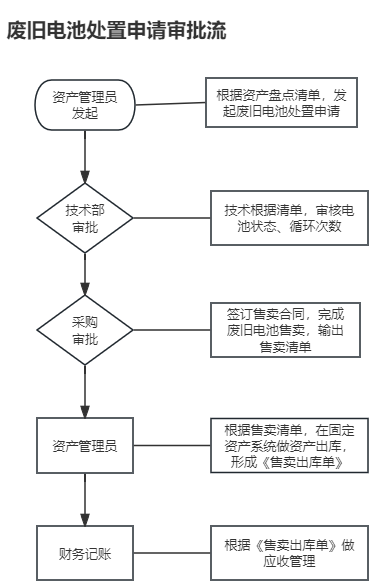 废旧电池处置申请审批流
资产管理员
发起
根据资产盘点清单，发
起废旧电池处置申请
技术部
审批
技术根据清单，审核电
池状态、循环次数
采购
审批
签订售卖合同，完成
废旧电池售卖，输出
售卖清单
资产管理员
根据售卖清单，在固定
资产系统做资产出库，
形成《售卖出库单》
财务记账
根据《售卖出库单》做
应收管理